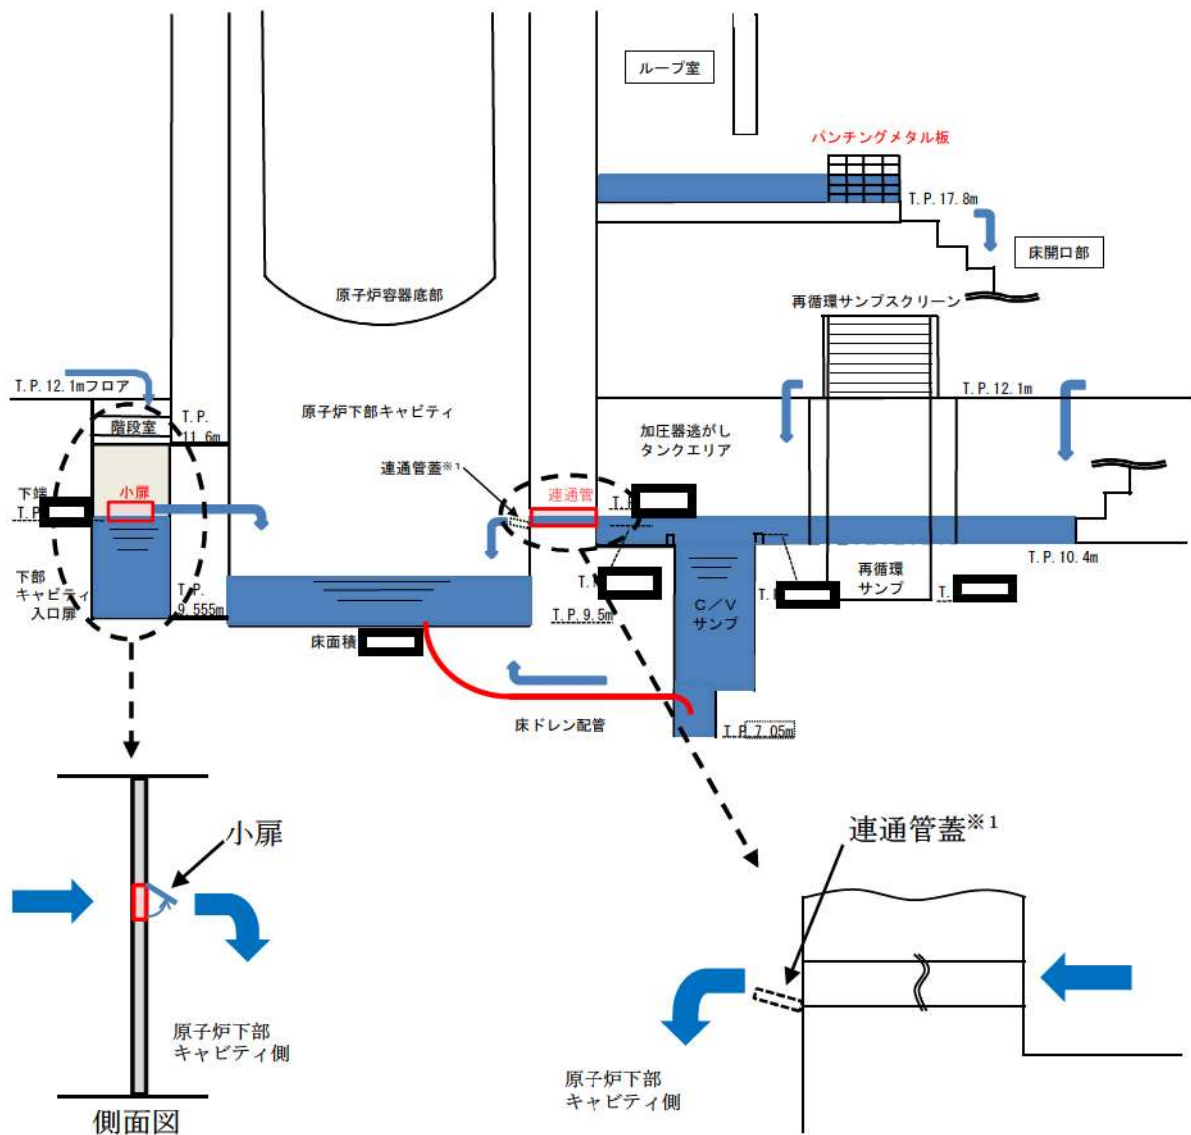 ループ室
パンチングメタル板
T.P.17.8m
床開口部
原子炉容器底部
再循環サンプスクリーン
T.P.12.1mフロア
T.P.12.1m
階段室
T.P.
11.6m
原子炉下部キャビティ
加圧器逃がし
タンクエリア
連通管蓋※1
連通管
下端
T.P.
小扉
T.P.
T.P.10.4m
下部
キャビティ
入口扉
T.P.
9.555m
T.
T.
再循環
サンプ
T.
C/V
サンプ
T.P.9.5m
床面積
床ドレン配管
T.P.7.05m
小扉
連通管蓋※1
原子炉下部
キャビティ側
原子炉下部
キャビティ側
側面図